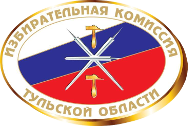 ИЗБИРАТЕЛЬНАЯ КОМИССИЯ
ТУЛЬСКОЙ ОБЛАСТИ